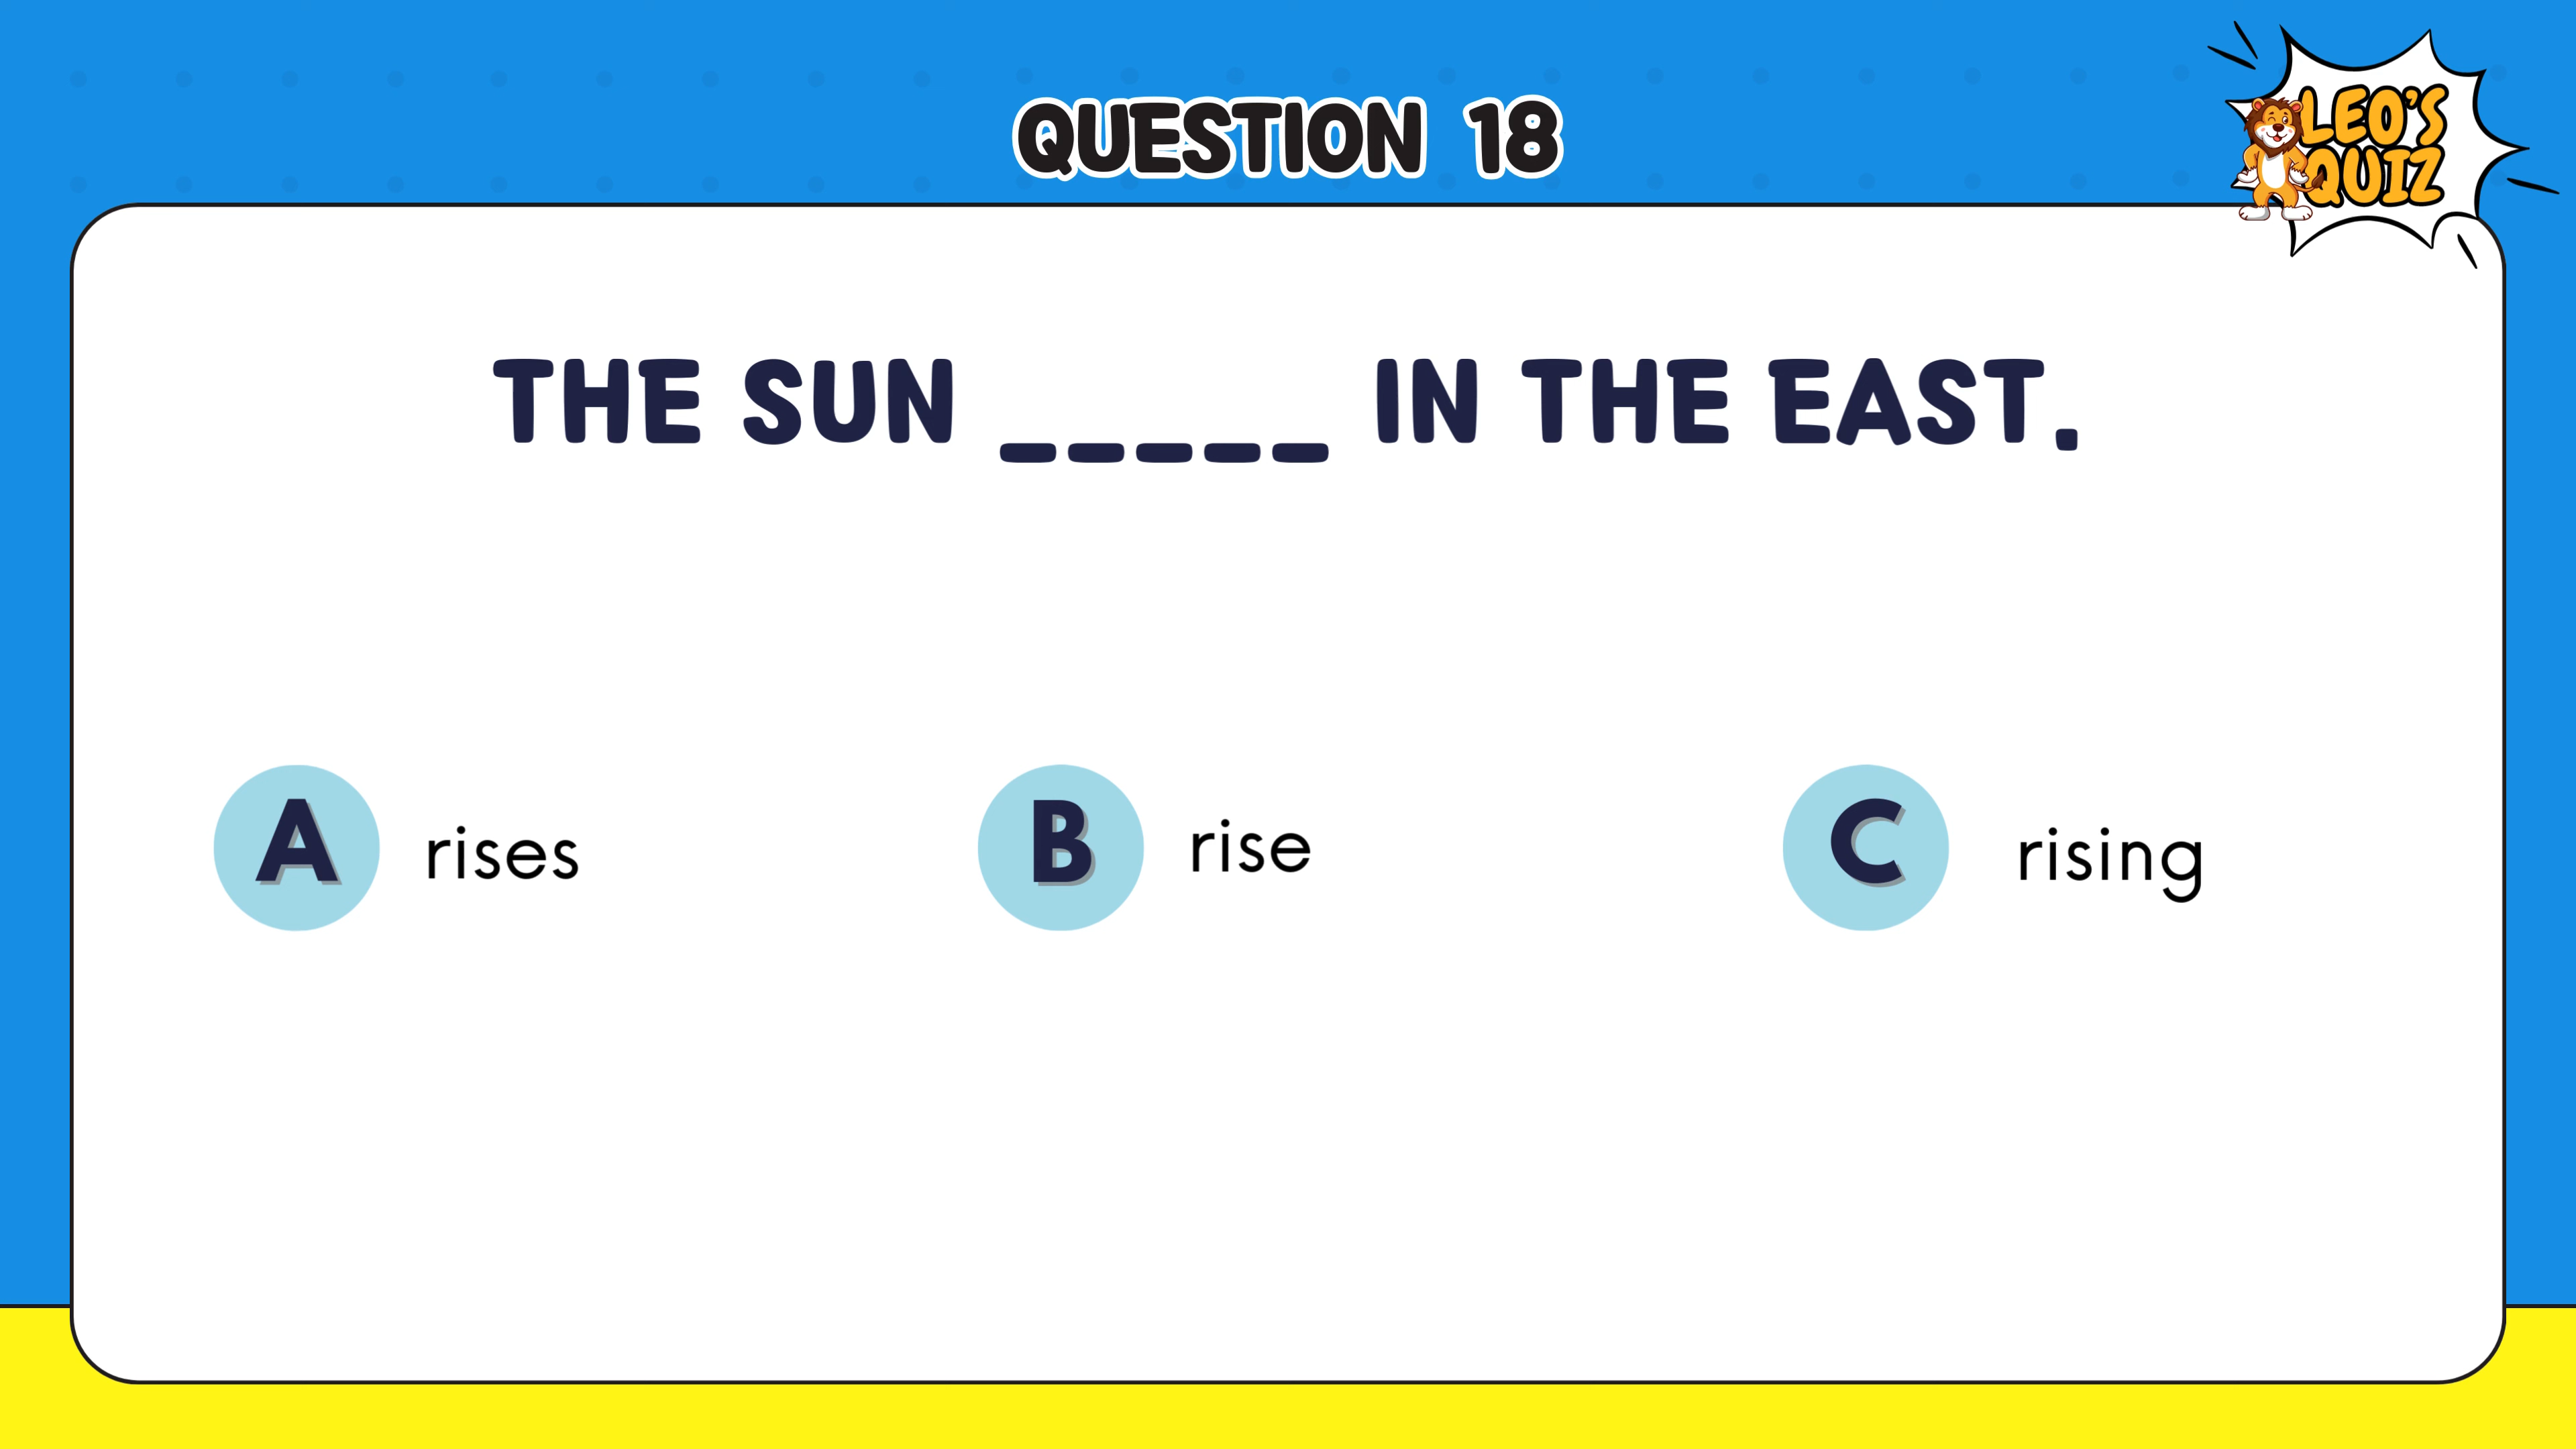 QUESTION 18
LEO'S
QUIZ
THE SUN _____ IN THE EAST.
A rises
B rise
C rising